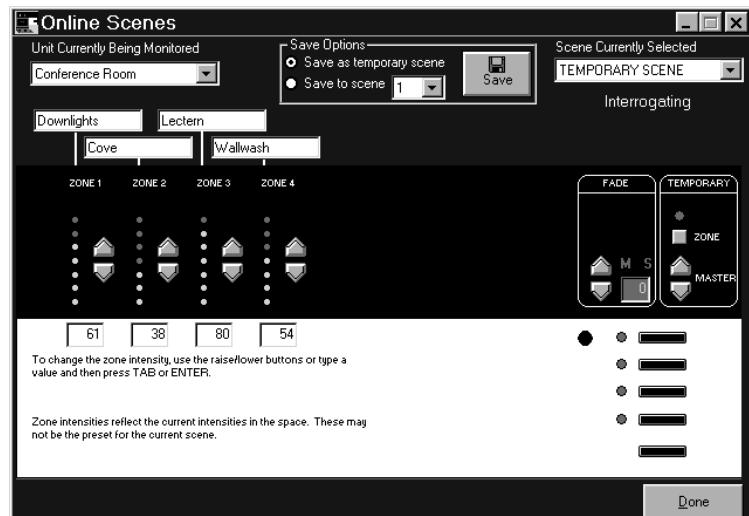 Online Scenes
Unit Currently Being Monitored
Conference Room
Save Options
Save as temporary scene
Save to scene 1
Save
Scene Currently Selected
TEMPORARY SCENE
Interrogating
Downlights
Lectern
Cove
Wallwash
ZONE 1 ZONE 2 ZONE 3 ZONE 4
FADE
TEMPORARY
ZONE
M S
MASTER
0
61 38 80 54
To change the zone intensity, use the raise/lower buttons or type a
value and then press TAB or ENTER.
Zone intensities reflect the current intensities in the space. These may
not be the preset for the current scene.
Done